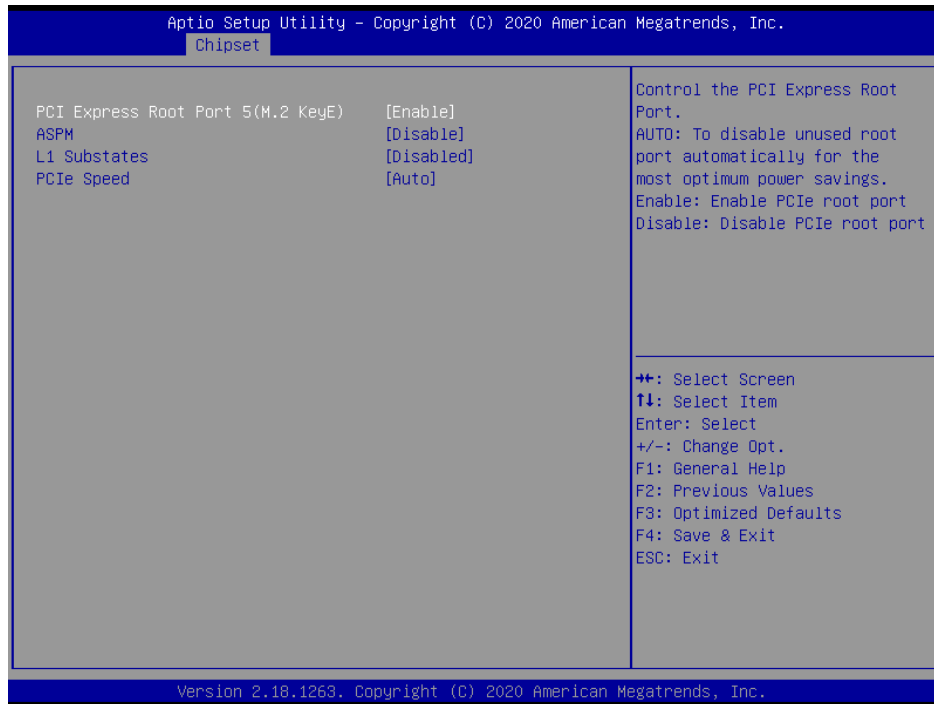 Aptio Setup Utility – Copyright (C) 2020 American Megatrends, Inc.
Chipset
PCI Express Root Port 5(M.2 KeyE) [Enable]
ASPM [Disable]
L1 Substates [Disabled]
PCIe Speed [Auto]
Control the PCI Express Root
Port.
AUTO: To disable unused root
port automatically for the
most optimum power savings.
Enable: Enable PCIe root port
Disable: Disable PCIe root port
→←: Select Screen
↑↓: Select Item
Enter: Select
+/-: Change Opt.
F1: General Help
F2: Previous Values
F3: Optimized Defaults
F4: Save & Exit
ESC: Exit
Version 2.18.1263. Copyright (C) 2020 American Megatrends, Inc.